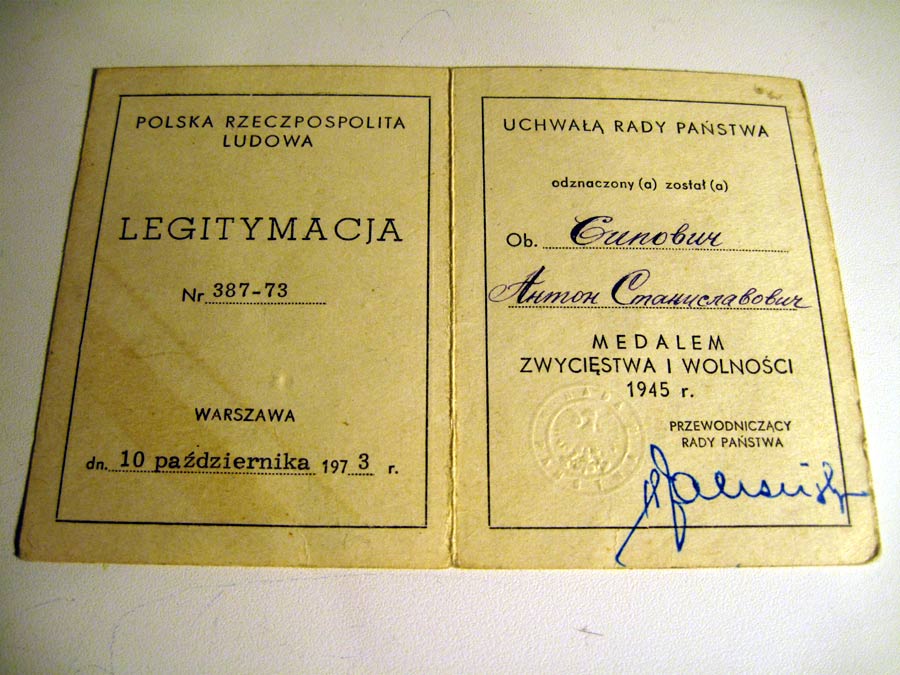 POLSKA RZECZPOSPOLITA
LUDOWA
LEGITYMACJA
Nr 387-73
WARSZAWA
dn. 10 października 1973 r.
UCHWAŁĄ RADY PAŃSTWA
odznaczony (a) został (a)
Ob. Сипович
Антон Станиславович
MEDALEM
ZWYCIĘSTWA I WOLNOŚCI
1945 r.
PRZEWODNICZĄCY
RADY PAŃSTWA